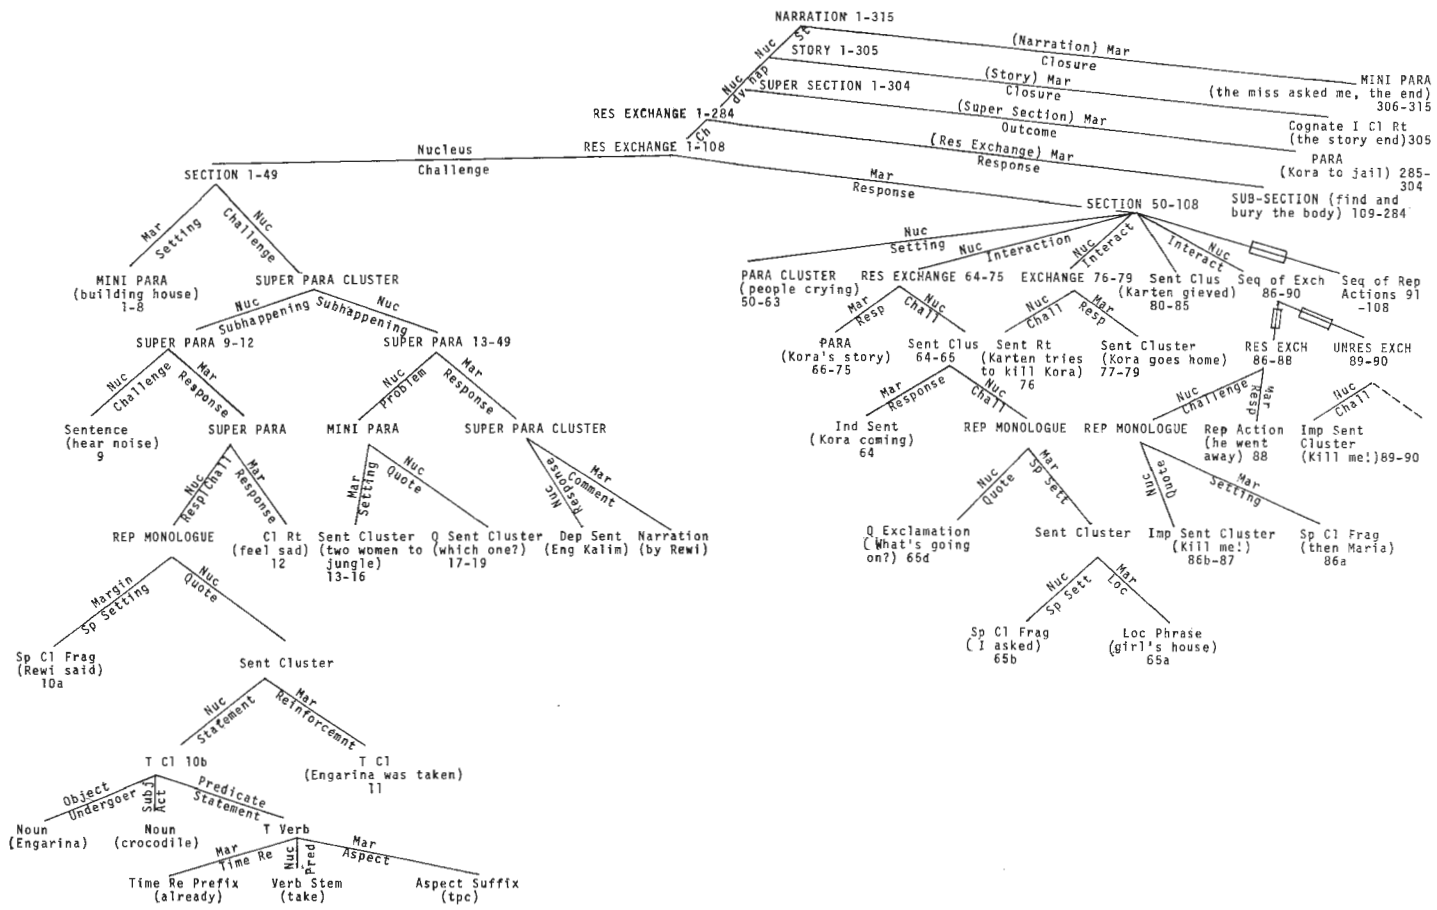 NARRATION 1-315
Nuc
St
(Narration) Mar
Closure
MINI PARA
(the miss asked me, the end)
306-315
STORY 1-305
Nuc
dv hap
(Story) Mar
Closure
Cognate I Cl Rt
(the story end)305
SUPER SECTION 1-304
(Super Section) Mar
Outcome
PARA
(Kora to jail) 285-
304
RES EXCHANGE 1-284
Ch
(Res Exchange) Mar
Response
SUB-SECTION (find and
bury the body) 109-284
RES EXCHANGE 1-108
Nucleus
Challenge
Mar
Response
SECTION 1-49
Mar
Setting
Nuc
Challenge
MINI PARA
(building house)
1-8
SUPER PARA CLUSTER
Nuc
Subhappening
Nuc
Subhappening
SUPER PARA 9-12
SUPER PARA 13-49
Nuc
Challenge
Mar
Response
Nuc
Problem
Mar
Response
Sentence
(hear noise)
9
SUPER PARA
MINI PARA
SUPER PARA CLUSTER
Nuc
Resp/Chall
Mar
Response
Mar
Setting
Nuc
Quote
Nuc
Response
Mar
Comment
REP MONOLOGUE
Cl Rt
(feel sad)
12
Sent Cluster
(two women to
jungle)
13-16
Q Sent Cluster
(which one?)
17-19
Dep Sent
(Eng Kalim)
Narration
(by Rewi)
Margin
Sp Setting
Nuc
Quote
Sp Cl Frag
(Rewi said)
10a
Sent Cluster
Nuc
Statement
Mar
Reinforcemnt
T Cl 10b
T Cl
(Engarina was taken)
11
Object
Undergoer
Subj
Act
Predicate
Statement
Noun
(Engarina)
Noun
(crocodile)
T Verb
Mar
Time Re
Nuc
Pred
Mar
Aspect
Time Re Prefix
(already)
Verb Stem
(take)
Aspect Suffix
(tpc)
SECTION 50-108
Nuc
Setting
Nuc
Interaction
Nuc
Interact
Nuc
Interact
PARA CLUSTER
(people crying)
50-63
RES EXCHANGE 64-75
EXCHANGE 76-79
Sent Clus
(Karten gieved)
80-85
Seq of Exch
86-90
Seq of Rep
Actions 91
-108
Mar
Resp
Nuc
Chall
Nuc
Chall
Mar
Resp
PARA
(Kora's story)
66-75
Sent Clus
64-65
Sent Rt
(Karten tries
to kill Kora)
76
Sent Cluster
(Kora goes home)
77-79
RES EXCH
86-88
UNRES EXCH
89-90
Mar
Response
Nuc
Chall
Nuc
Challenge
Mar
Resp
Nuc
Chall
Ind Sent
(Kora coming)
64
REP MONOLOGUE
REP MONOLOGUE
Rep Action
(he went
away) 88
Imp Sent
Cluster
(Kill me!)89-90
Nuc
Quote
Mar
Sp Sett
Nuc
Quote
Mar
Setting
Q Exclamation
(What's going
on?) 65d
Sent Cluster
Imp Sent Cluster
(Kill me!)
86b-87
Sp Cl Frag
(then Maria)
86a
Nuc
Sp Sett
Mar
Loc
Sp Cl Frag
( I asked)
65b
Loc Phrase
(girl's house)
65a